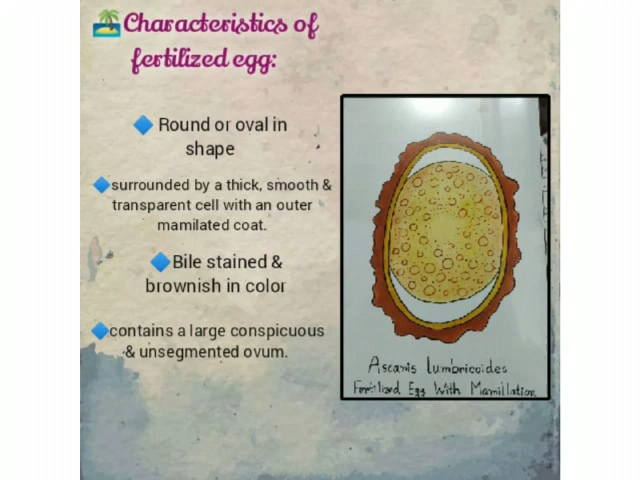 🏝️Characteristics of
fertilized egg:
🔷 Round or oval in
shape
🔷surrounded by a thick, smooth &
transparent cell with an outer
mamilated coat.
🔷Bile stained &
brownish in color
🔷contains a large conspicuous
& unsegmented ovum.
Ascaris lumbricoides
Fertilized Egg With Mamillation